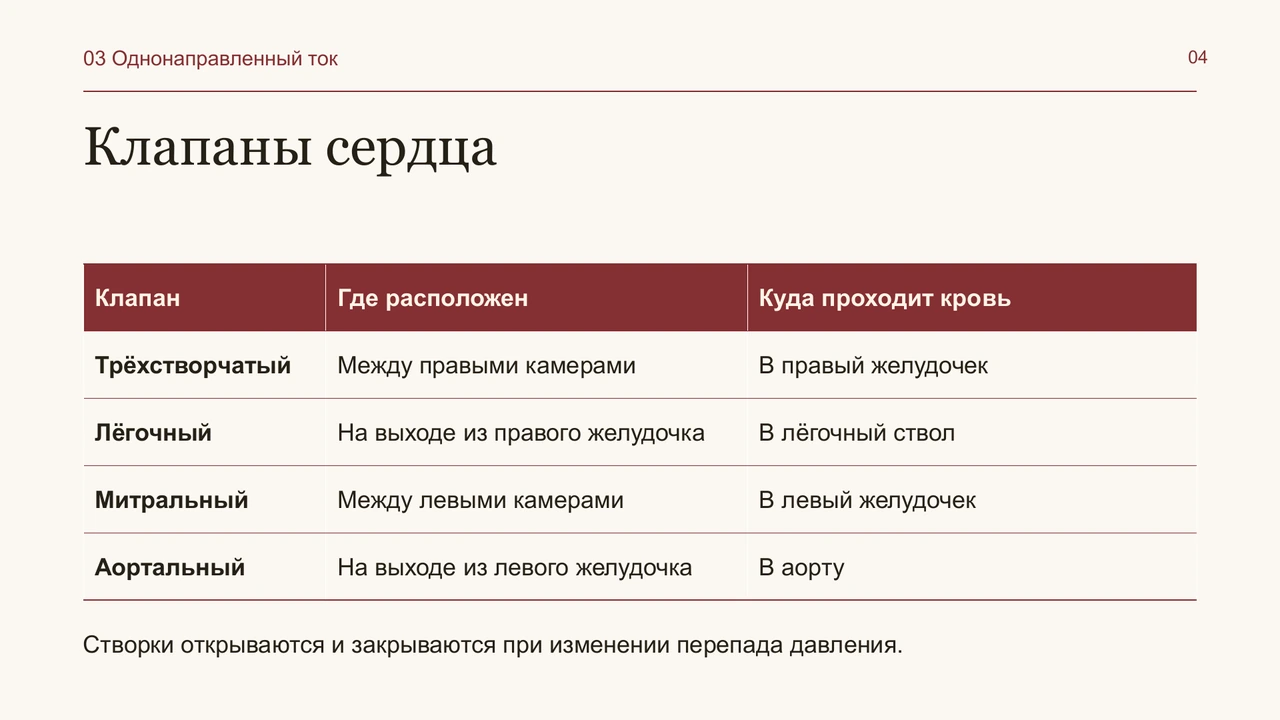 03 Однонаправленный ток
04
Клапаны сердца
Клапан Где расположен Куда проходит кровь
Трёхстворчатый Между правыми камерами В правый желудочек
Лёгочный На выходе из правого желудочка В лёгочный ствол
Митральный Между левыми камерами В левый желудочек
Аортальный На выходе из левого желудочка В аорту
Створки открываются и закрываются при изменении перепада давления.